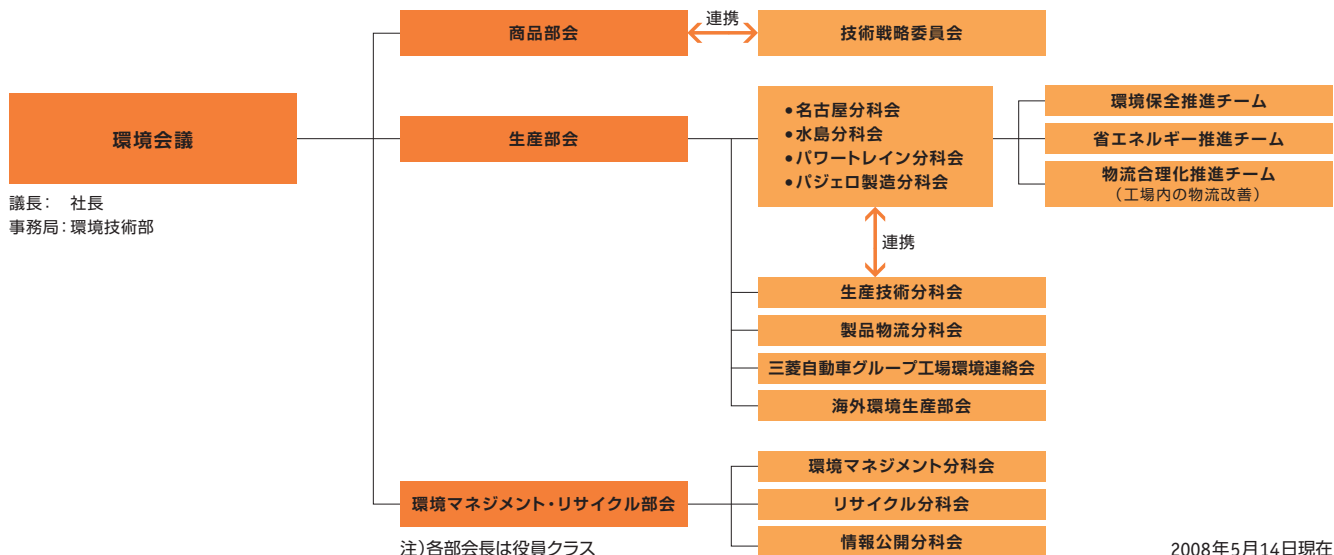 商品部会
連携
技術戦略委員会
環境会議
議長： 社長
事務局：環境技術部
生産部会
●名古屋分科会
●水島分科会
●パワートレイン分科会
●パジェロ製造分科会
環境保全推進チーム
省エネルギー推進チーム
物流合理化推進チーム
（工場内の物流改善）
連携
生産技術分科会
製品物流分科会
三菱自動車グループ工場環境連絡会
海外環境生産部会
環境マネジメント・リサイクル部会
環境マネジメント分科会
リサイクル分科会
情報公開分科会
注）各部会長は役員クラス
2008年5月14日現在